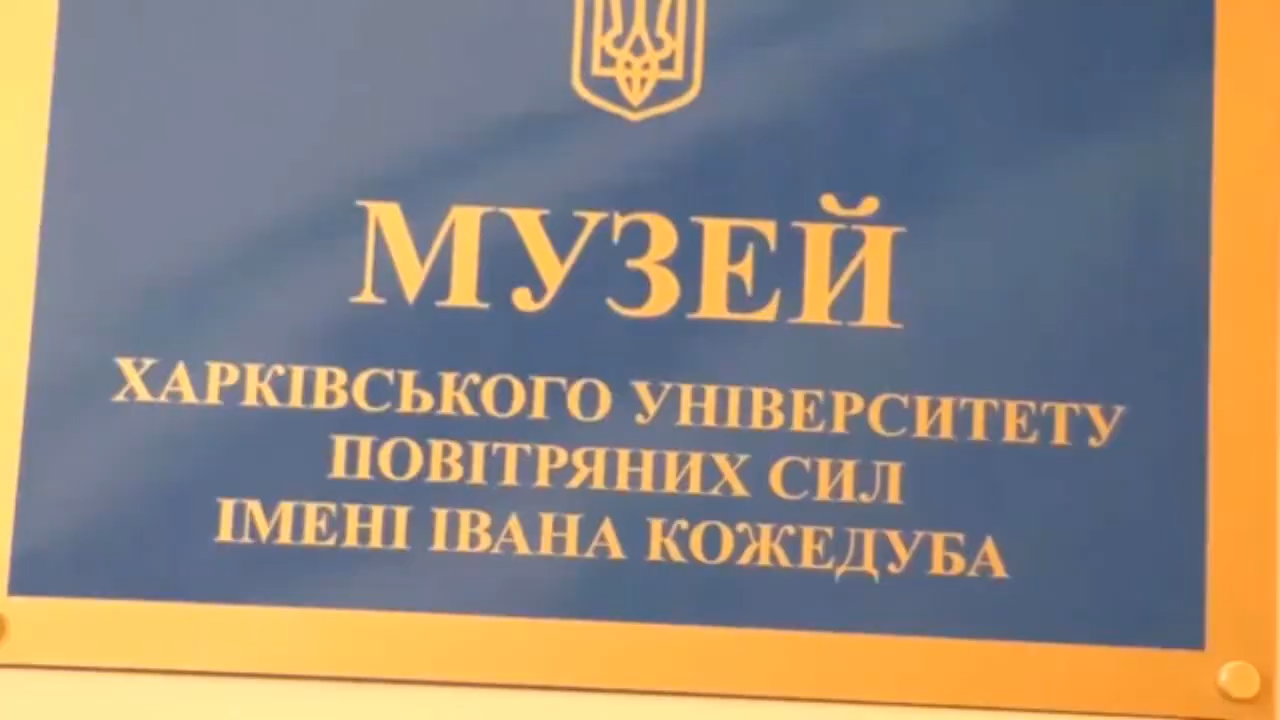 МУЗЕЙ
ХАРКІВСЬКОГО УНІВЕРСИТЕТУ
ПОВІТРЯНИХ СИЛ
ІМЕНІ ІВАНА КОЖЕДУБА